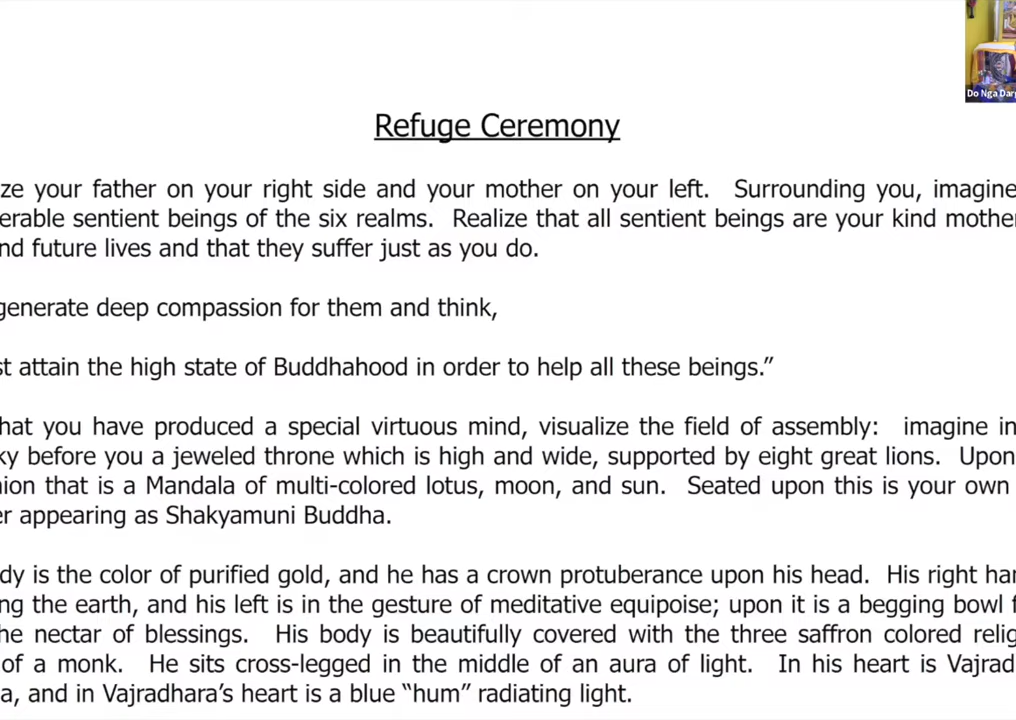 Do Nga Darg
Refuge Ceremony
ze your father on your right side and your mother on your left. Surrounding you, imagine
erable sentient beings of the six realms. Realize that all sentient beings are your kind mother
nd future lives and that they suffer just as you do.
generate deep compassion for them and think,
st attain the high state of Buddhahood in order to help all these beings.”
hat you have produced a special virtuous mind, visualize the field of assembly: imagine in
ky before you a jeweled throne which is high and wide, supported by eight great lions. Upon
nion that is a Mandala of multi-colored lotus, moon, and sun. Seated upon this is your own
er appearing as Shakyamuni Buddha.
dy is the color of purified gold, and he has a crown protuberance upon his head. His right han
ng the earth, and his left is in the gesture of meditative equipoise; upon it is a begging bowl f
he nectar of blessings. His body is beautifully covered with the three saffron colored relig
of a monk. He sits cross-legged in the middle of an aura of light. In his heart is Vajrad
a, and in Vajradhara’s heart is a blue “hum” radiating light.